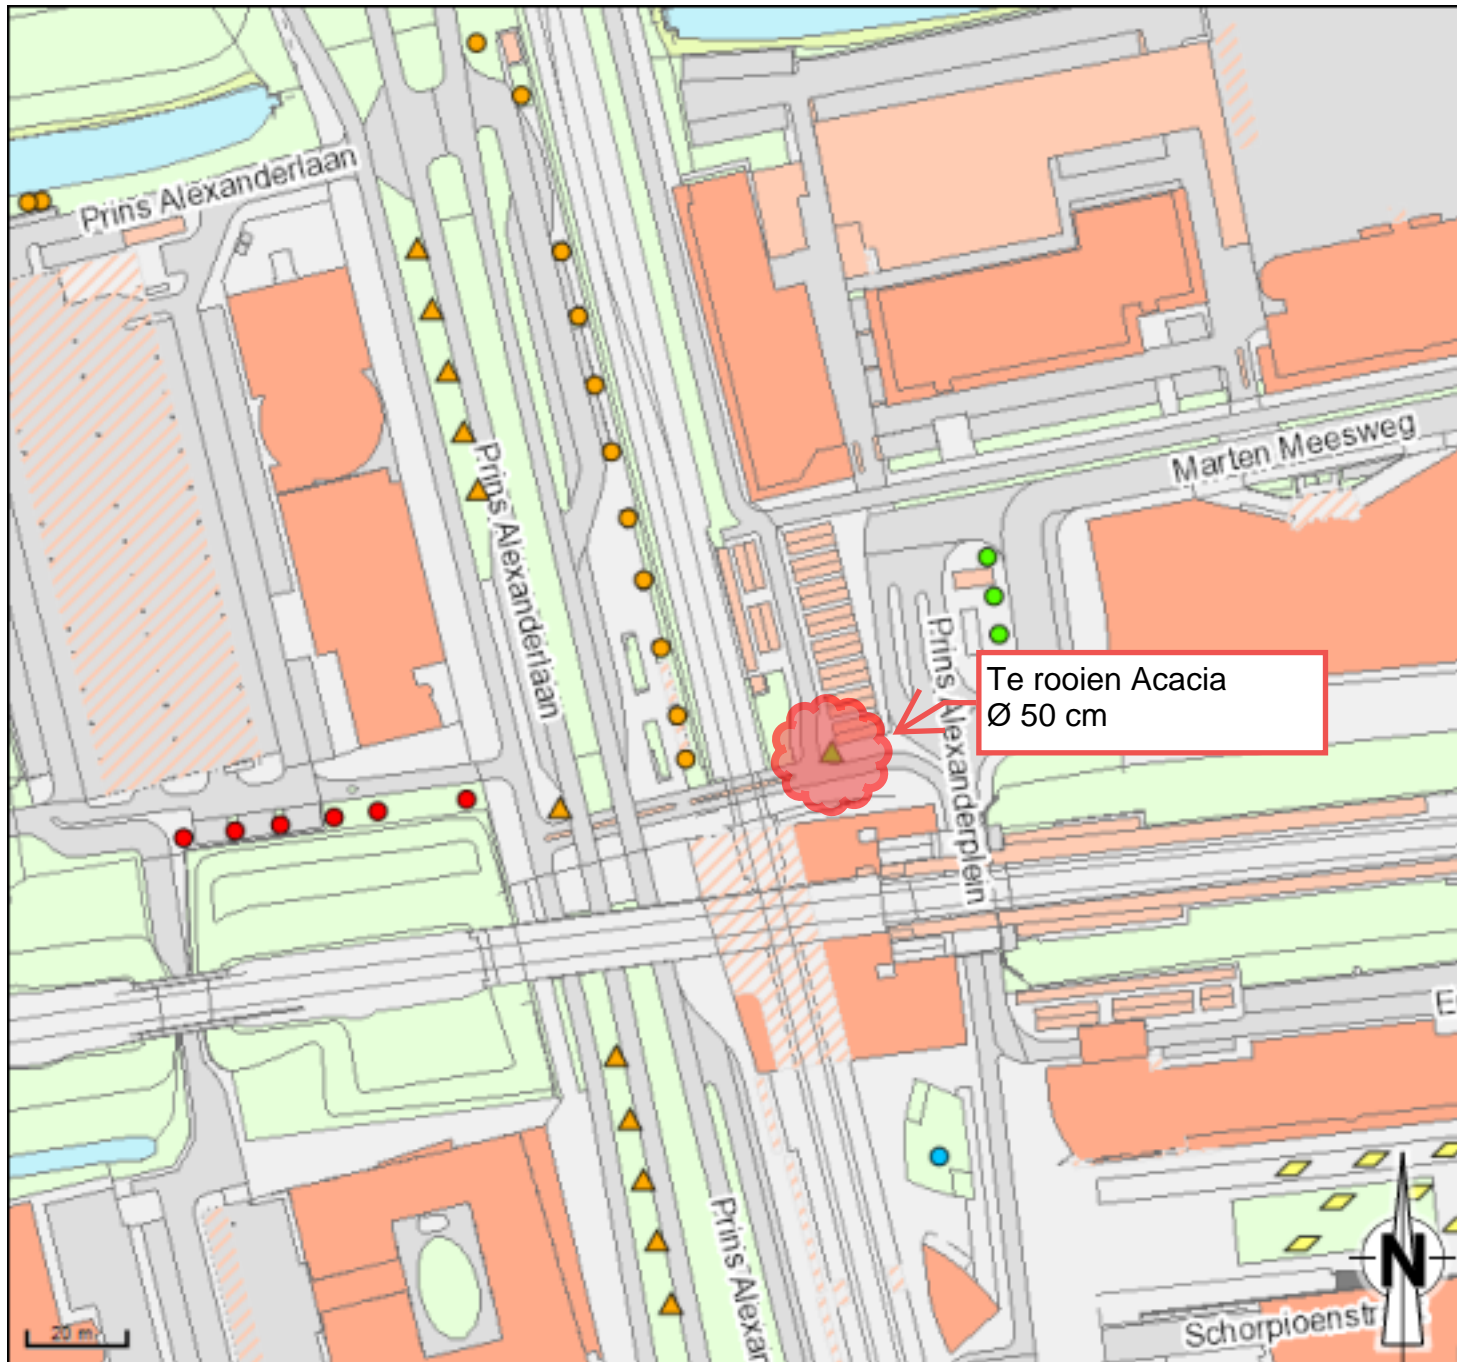 Prins Alexanderlaan
Marten Meesweg
Prins Alexanderlaan
Prins Alexanderplein
Te rooien Acacia
Ø 50 cm
Prins Alexan
20 m
N
Schorpioenstr